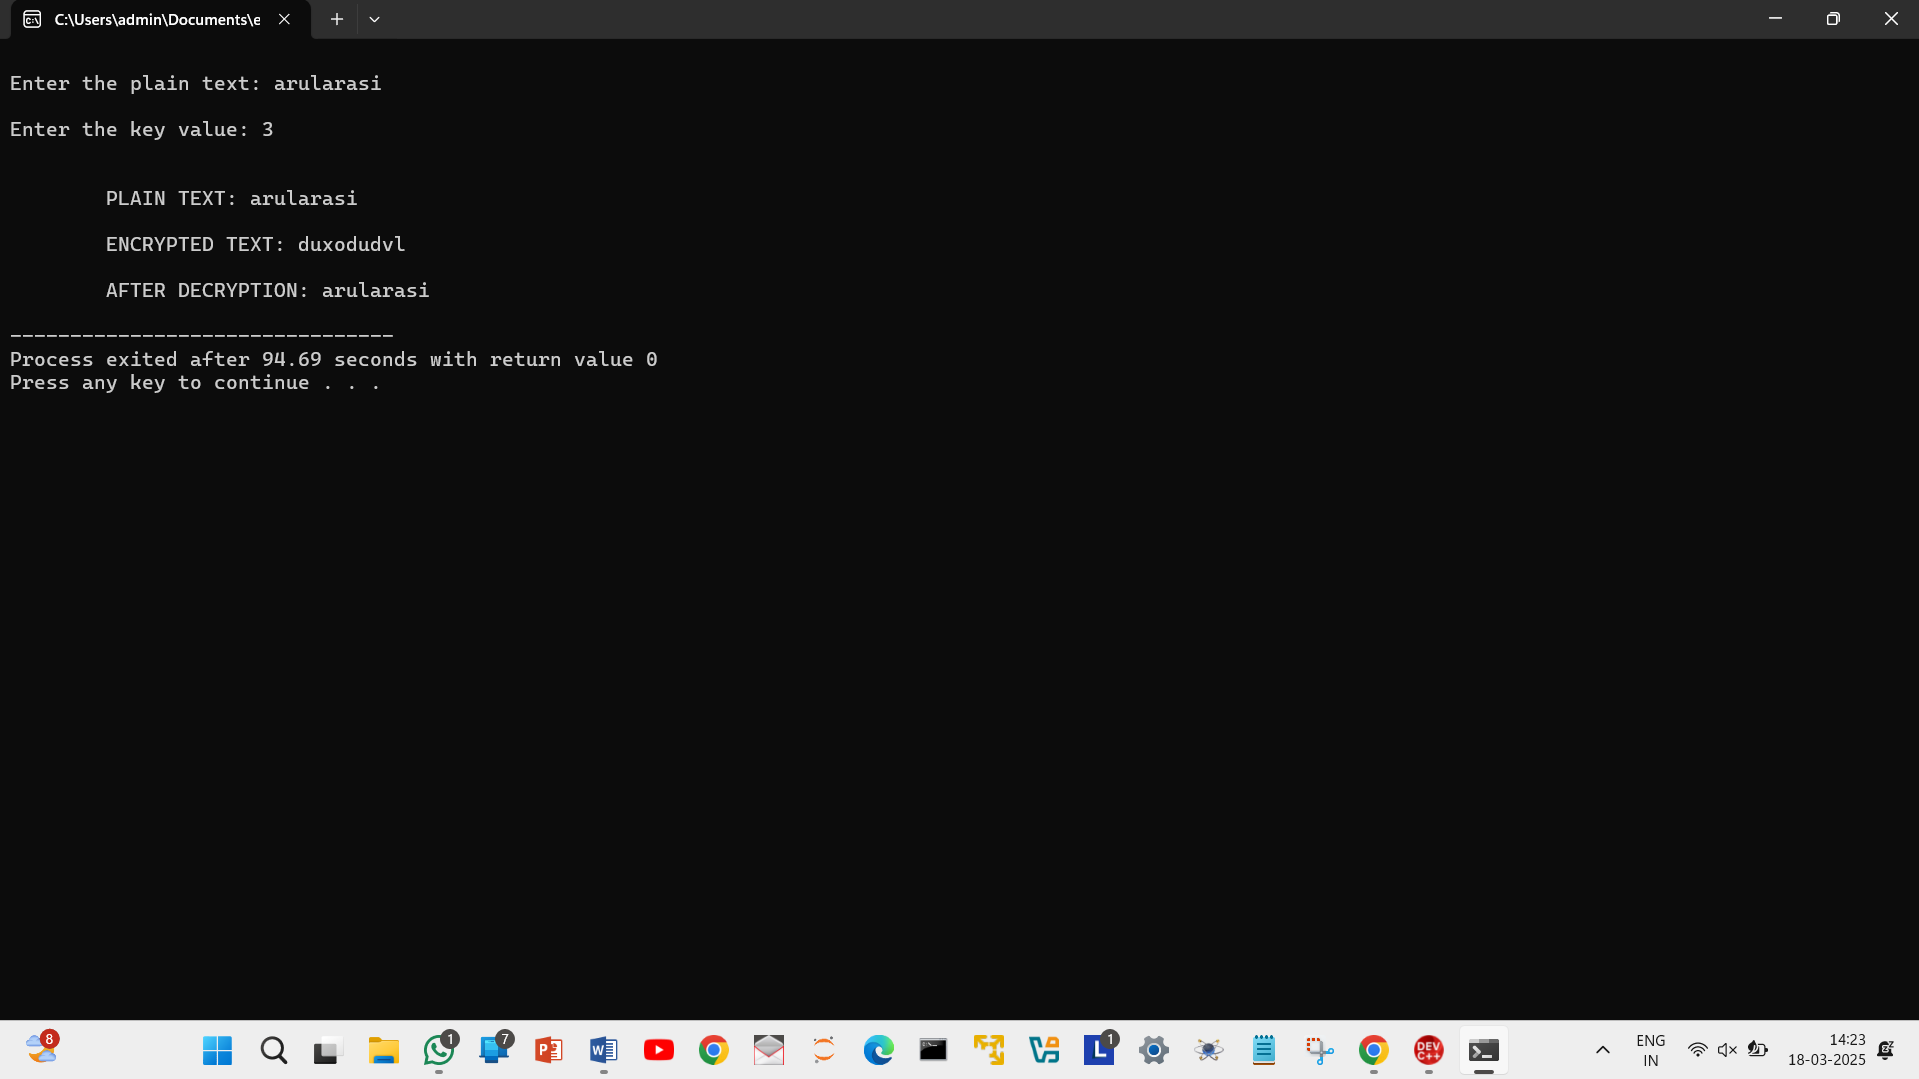 C:\Users\admin\Documents\e
Enter the plain text: arularasi
Enter the key value: 3
PLAIN TEXT: arularasi
ENCRYPTED TEXT: duxodudvl
AFTER DECRYPTION: arularasi
--------------------------------
Process exited after 94.69 seconds with return value 0
Press any key to continue . . .
8
1
7
1
DEV
C++
ENG
IN
14:23
18-03-2025